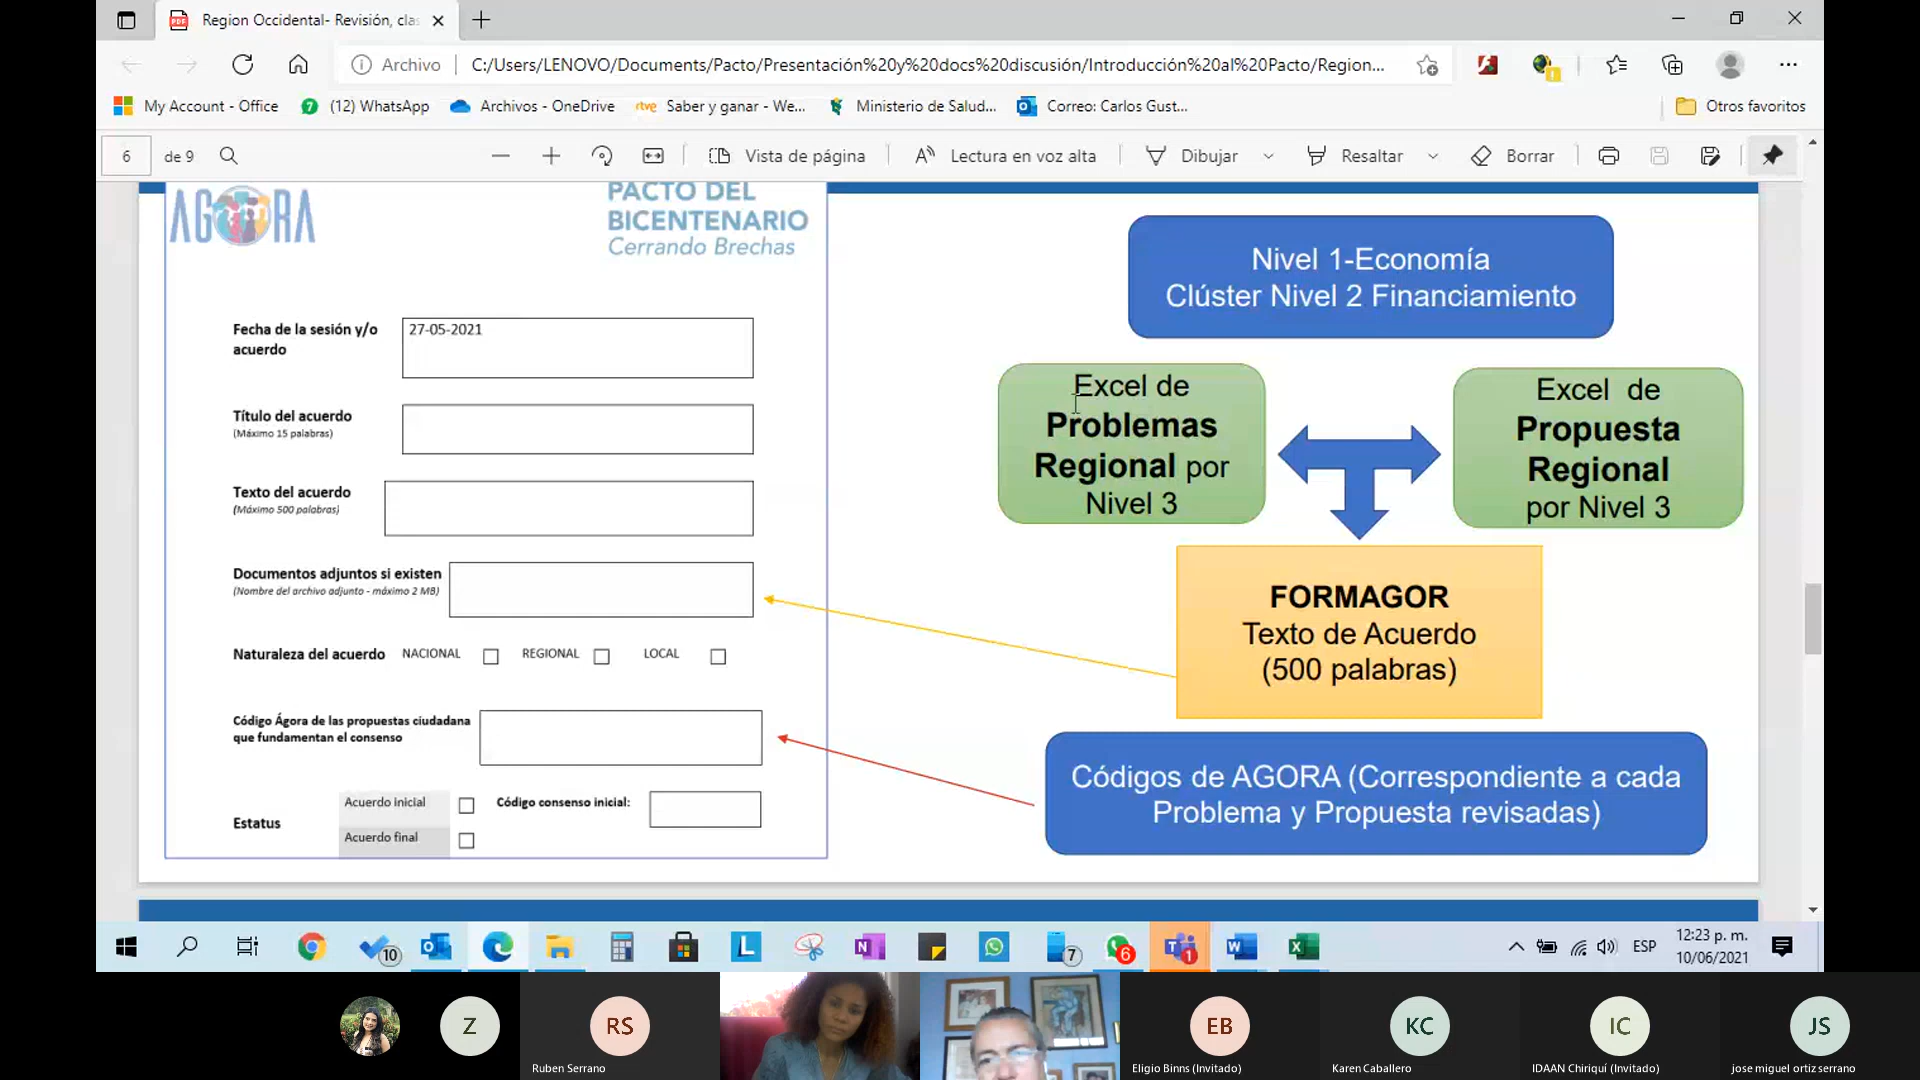 Region Occidental- Revisión, cla
Archivo
C:/Users/LENOVO/Documents/Pacto/Presentación%20y%20docs%20discusión/Introducción%20al%20Pacto/Region...
My Account - Office
(12) WhatsApp
Archivos - OneDrive
rtve
Saber y ganar - We...
Ministerio de Salud...
Correo: Carlos Gust...
Otros favoritos
6
de 9
Vista de página
Lectura en voz alta
Dibujar
Resaltar
Borrar
AGORA
PACTO DEL
BICENTENARIO
Cerrando Brechas
Fecha de la sesión y/o
acuerdo
27-05-2021
Título del acuerdo
(Máximo 15 palabras)
Texto del acuerdo
(Máximo 500 palabras)
Documentos adjuntos si existen
(Nombre del archivo adjunto - máximo 2 MB)
Naturaleza del acuerdo
NACIONAL
REGIONAL
LOCAL
Código Ágora de las propuestas ciudadana
que fundamentan el consenso
Estatus
Acuerdo inicial
Acuerdo final
Código consenso inicial:
Nivel 1-Economía
Clúster Nivel 2 Financiamiento
Excel de
Problemas
Regional por
Nivel 3
Excel de
Propuesta
Regional
por Nivel 3
FORMAGOR
Texto de Acuerdo
(500 palabras)
Códigos de AGORA (Correspondiente a cada
Problema y Propuesta revisadas)
10
7
6
1
ESP
12:23 p. m.
10/06/2021
Z
RS
Ruben Serrano
EB
Eligio Binns (Invitado)
KC
Karen Caballero
IC
IDAAN Chiriquí (Invitado)
JS
jose miguel ortiz serrano